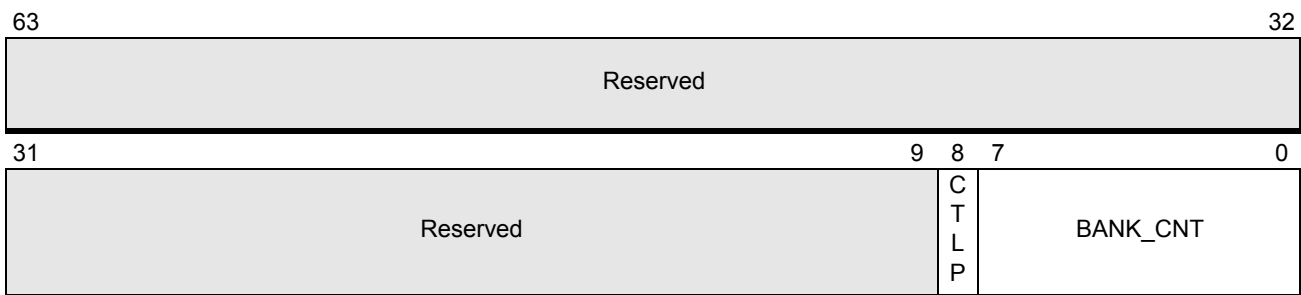 63 32
Reserved
31 9 8 7 0
Reserved
C
T
L
P
BANK_CNT